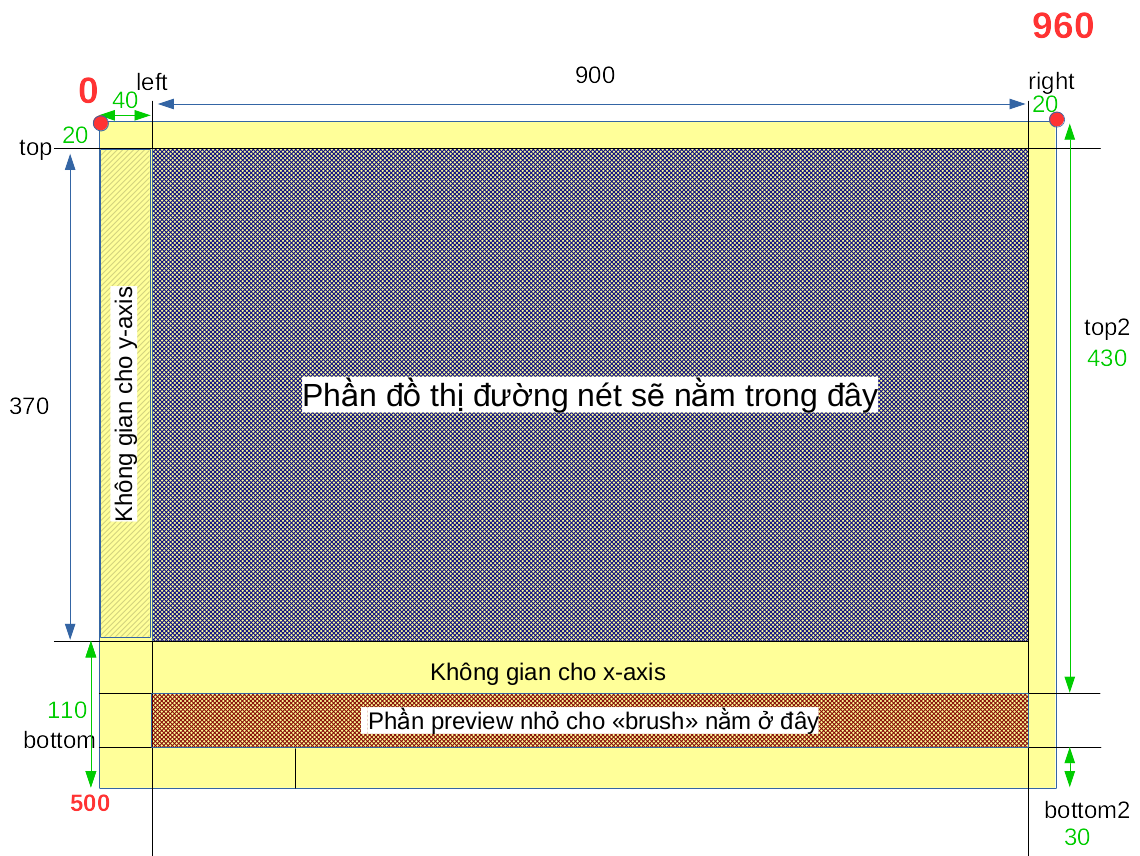 960
900
left
right
0
40
20
20
top
Không gian cho y-axis
top2
430
Phần đồ thị đường nét sẽ nằm trong đây
370
Không gian cho x-axis
110
Phần preview nhỏ cho «brush» nằm ở đây
bottom
500
bottom2
30